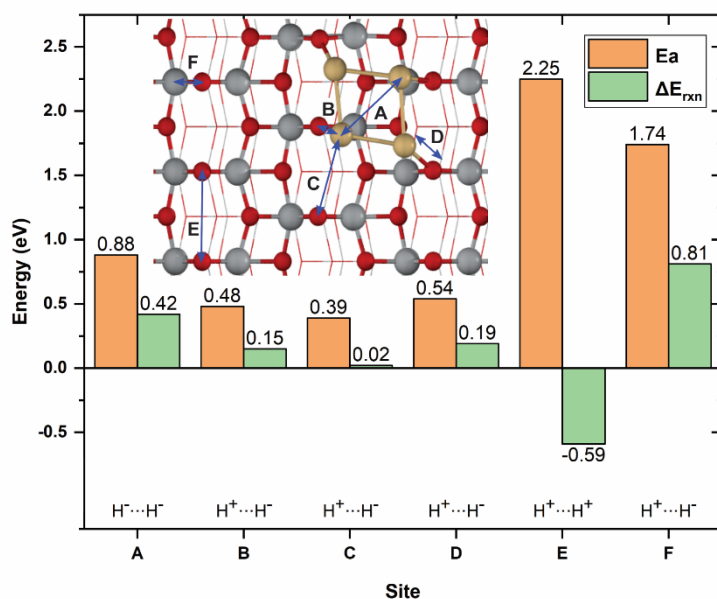 Energy (eV)
2.5
2.0
1.5
1.0
0.5
0.0
-0.5
Ea
ΔE_rxn
F
A
B
D
C
E
0.88
0.42
0.48
0.15
0.39
0.02
0.54
0.19
2.25
-0.59
1.74
0.81
H⁻···H⁻ H⁺···H⁻ H⁺···H⁻ H⁺···H⁻ H⁺···H⁺ H⁺···H⁻
A B C D E F
Site